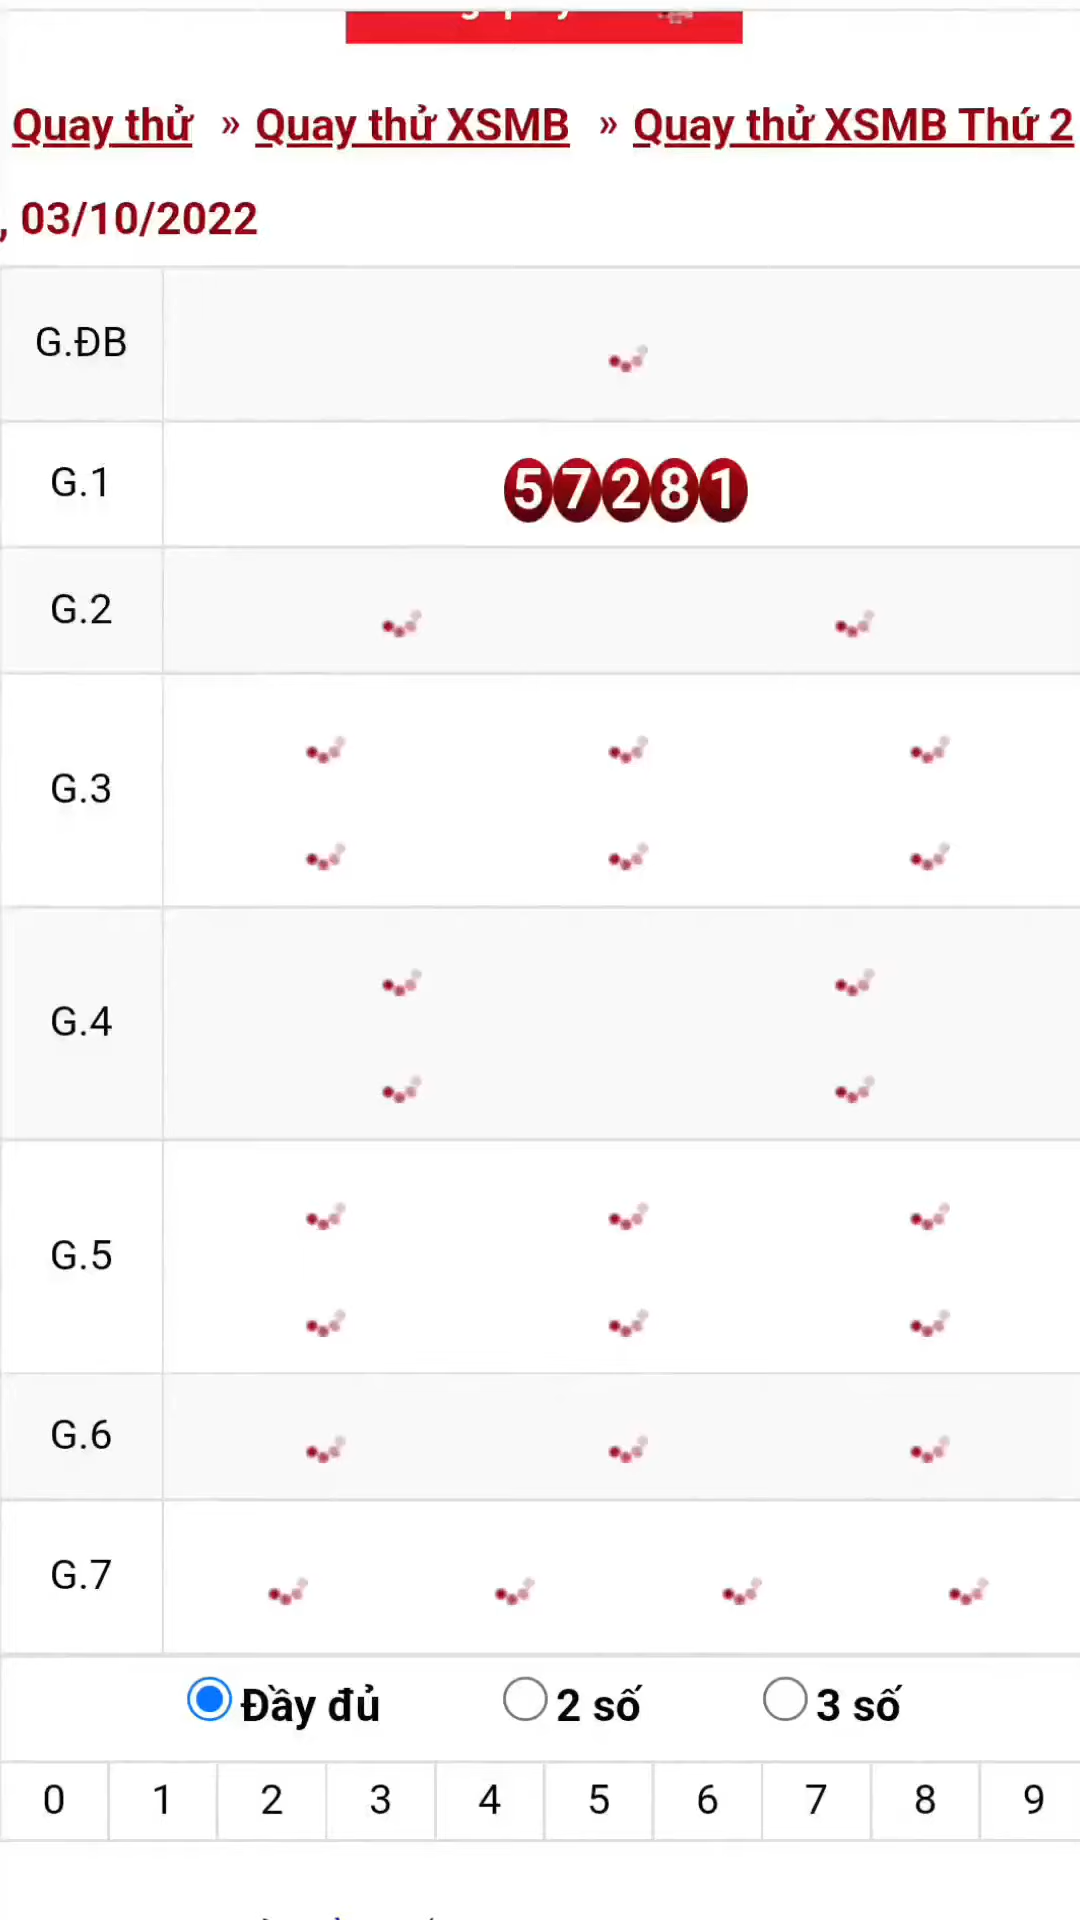 Quay thử » Quay thử XSMB » Quay thử XSMB Thứ 2
, 03/10/2022
G.ĐB
G.1 57281
G.2
G.3
G.4
G.5
G.6
G.7
Đầy đủ 2 số 3 số
0 1 2 3 4 5 6 7 8 9